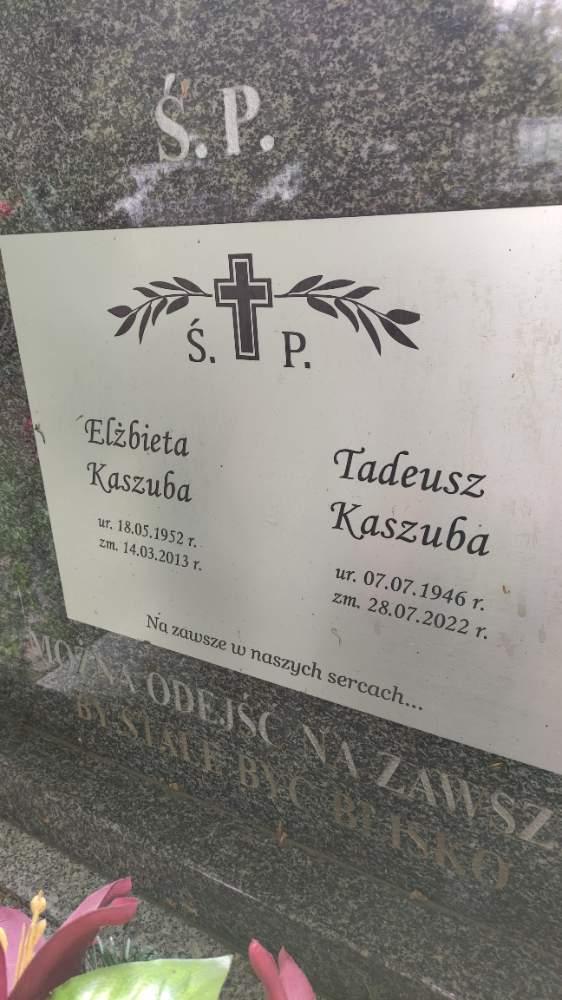 Ś.P.
Ś. P.
Elżbieta
Kaszuba
ur. 18.05.1952 r.
zm. 14.03.2013 r.
Tadeusz
Kaszuba
ur. 07.07.1946 r.
zm. 28.07.2022 r.
Na zawsze w naszych sercach...
MOŻNA ODEJŚĆ NA ZAWSZ
BY STALE BYĆ BLISKO